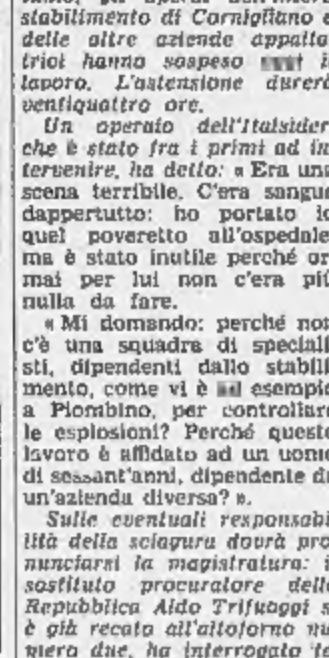 stabilimento di Cornigliano e
delle altre aziende appalta
trici hanno sospeso i
lavoro. L'astensione durerà
ventiquattro ore.
Un operaio dell'Italsider
che è stato fra i primi ad in
tervenire, ha detto: « Era una
scena terribile. C'era sangue
dappertutto: ho portato io
quel poveretto all'ospedale
ma è stato inutile perché or
mai per lui non c'era più
nulla da fare.
« Mi domando: perché non
c'è una squadra di speciali
sti, dipendenti dallo stabili
mento, come vi è ad esempio
a Piombino, per controllare
le esplosioni? Perché questo
lavoro è affidato ad un uomo
di sessant'anni, dipendente da
un'azienda diversa? ».
Sulle eventuali responsabi
lità della sciagura dovrà pro
nunciarsi la magistratura: i
sostituto procuratore della
Repubblica Aldo Trifuoggi s
è già recato all'altoforno nu
mero due, ha interrogato te